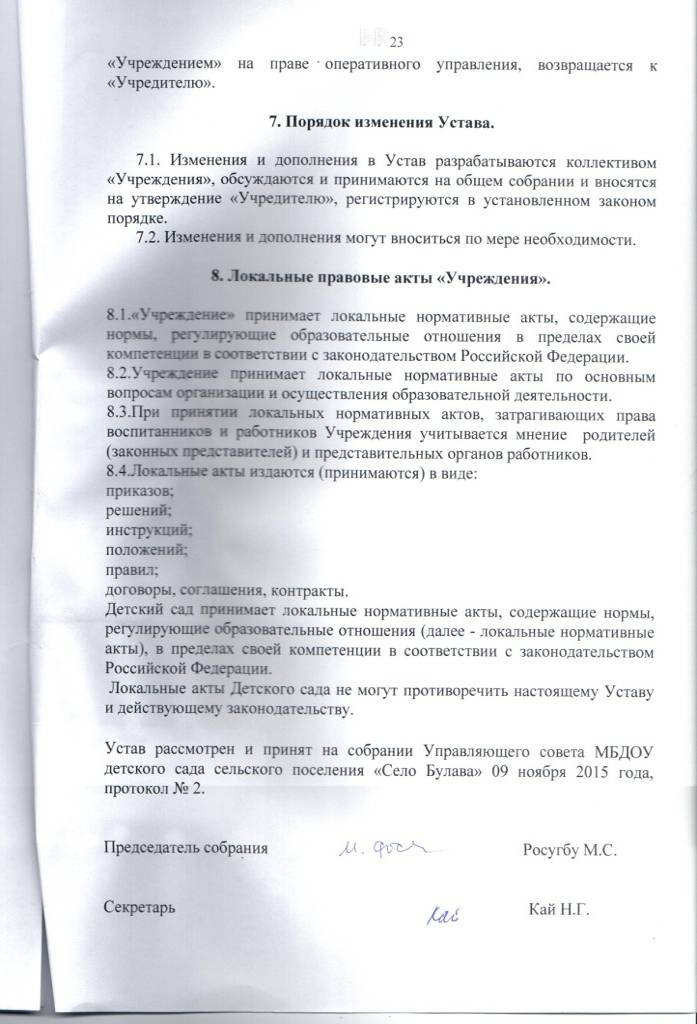 23
«Учреждением» на праве оперативного управления, возвращается к
«Учредителю».
7. Порядок изменения Устава.
7.1. Изменения и дополнения в Устав разрабатываются коллективом
«Учреждения», обсуждаются и принимаются на общем собрании и вносятся
на утверждение «Учредителю», регистрируются в установленном законом
порядке.
7.2. Изменения и дополнения могут вноситься по мере необходимости.
8. Локальные правовые акты «Учреждения».
8.1.«Учреждение» принимает локальные нормативные акты, содержащие
нормы, регулирующие образовательные отношения в пределах своей
компетенции в соответствии с законодательством Российской Федерации.
8.2.Учреждение принимает локальные нормативные акты по основным
вопросам организации и осуществления образовательной деятельности.
8.3.При принятии локальных нормативных актов, затрагивающих права
воспитанников и работников Учреждения учитывается мнение родителей
(законных представителей) и представительных органов работников.
8.4.Локальные акты издаются (принимаются) в виде:
приказов;
решений;
инструкций;
положений;
правил;
договоры, соглашения, контракты.
Детский сад принимает локальные нормативные акты, содержащие нормы,
регулирующие образовательные отношения (далее - локальные нормативные
акты), в пределах своей компетенции в соответствии с законодательством
Российской Федерации.
Локальные акты Детского сада не могут противоречить настоящему Уставу
и действующему законодательству.
Устав рассмотрен и принят на собрании Управляющего совета МБДОУ
детского сада сельского поселения «Село Булава» 09 ноября 2015 года,
протокол № 2.
Председатель собрания Росугбу М.С.
Секретарь Кай Кай Н.Г.